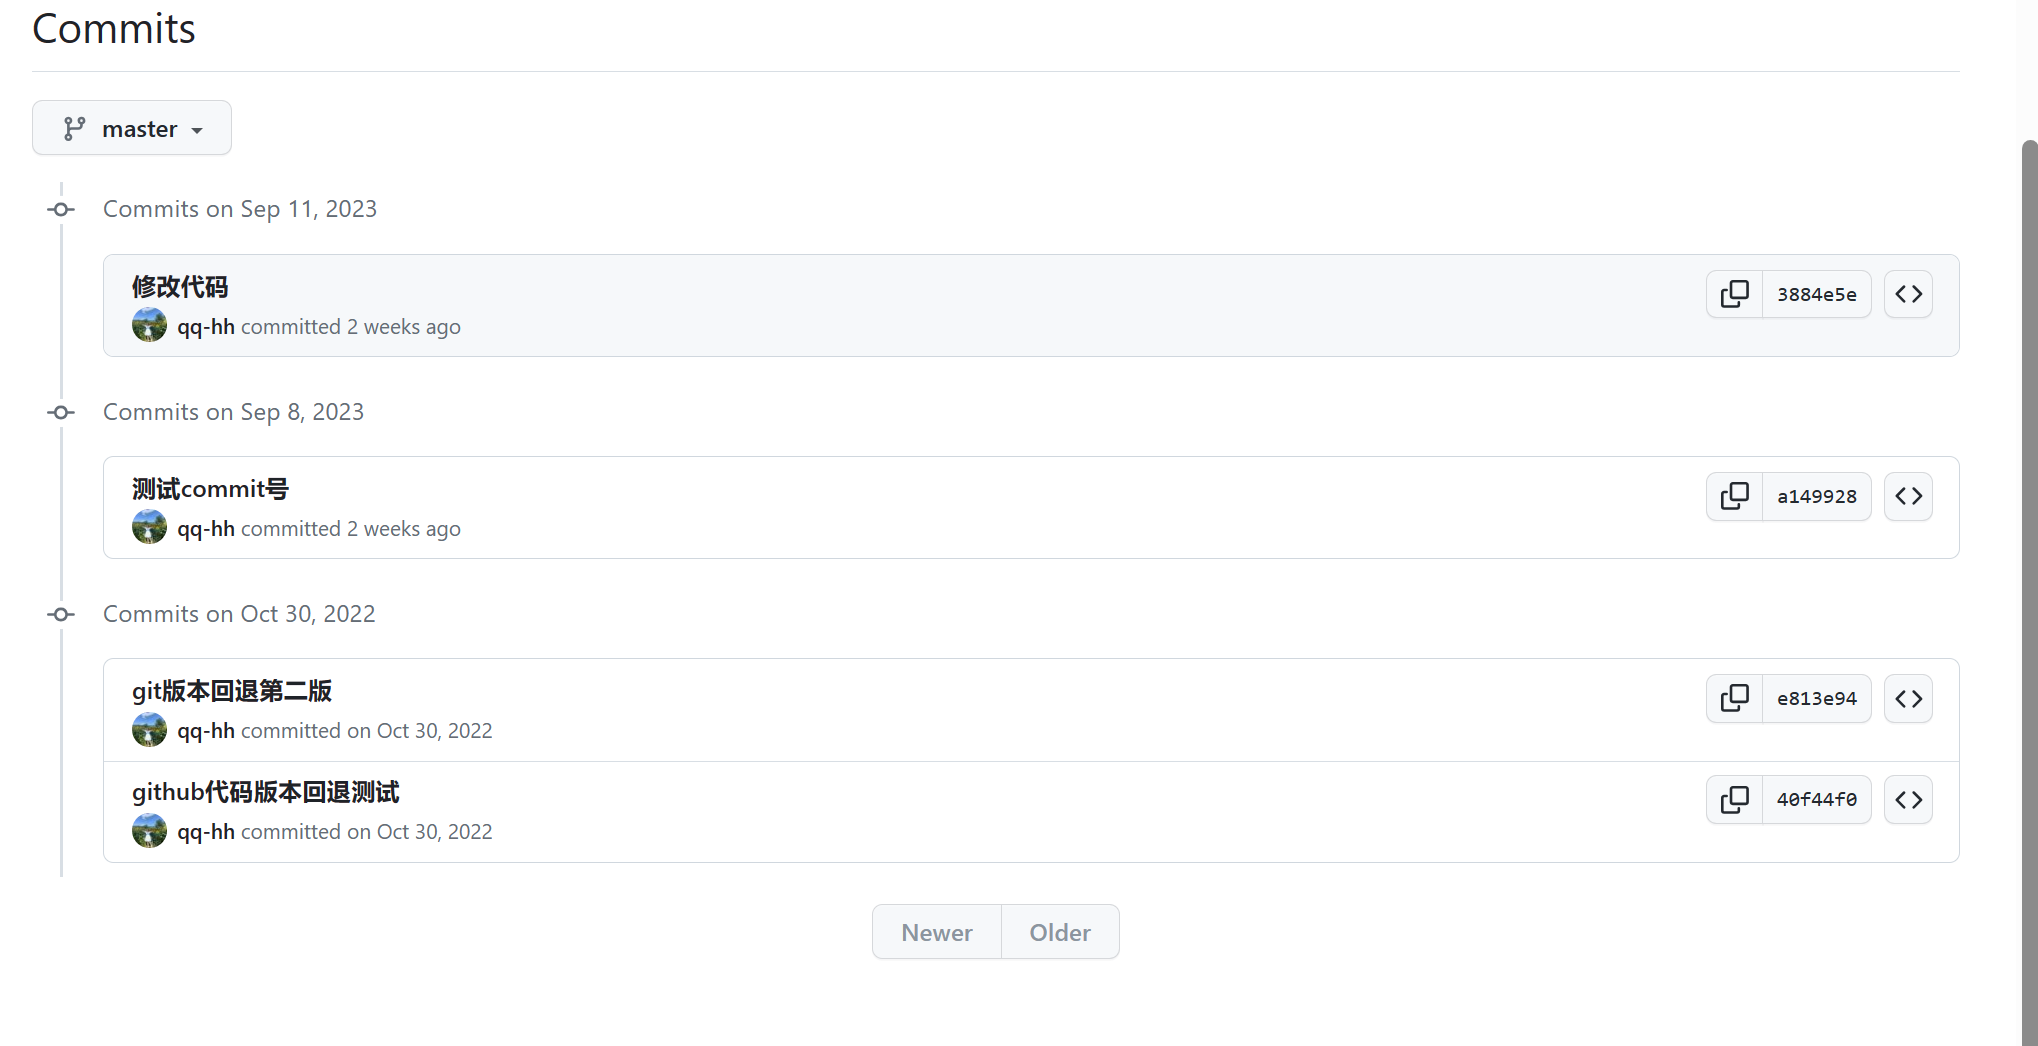 Commits
master
Commits on Sep 11, 2023
修改代码
3884e5e
qq-hh committed 2 weeks ago
Commits on Sep 8, 2023
测试commit号
a149928
qq-hh committed 2 weeks ago
Commits on Oct 30, 2022
git版本回退第二版
e813e94
qq-hh committed on Oct 30, 2022
github代码版本回退测试
40f44f0
qq-hh committed on Oct 30, 2022
Newer Older